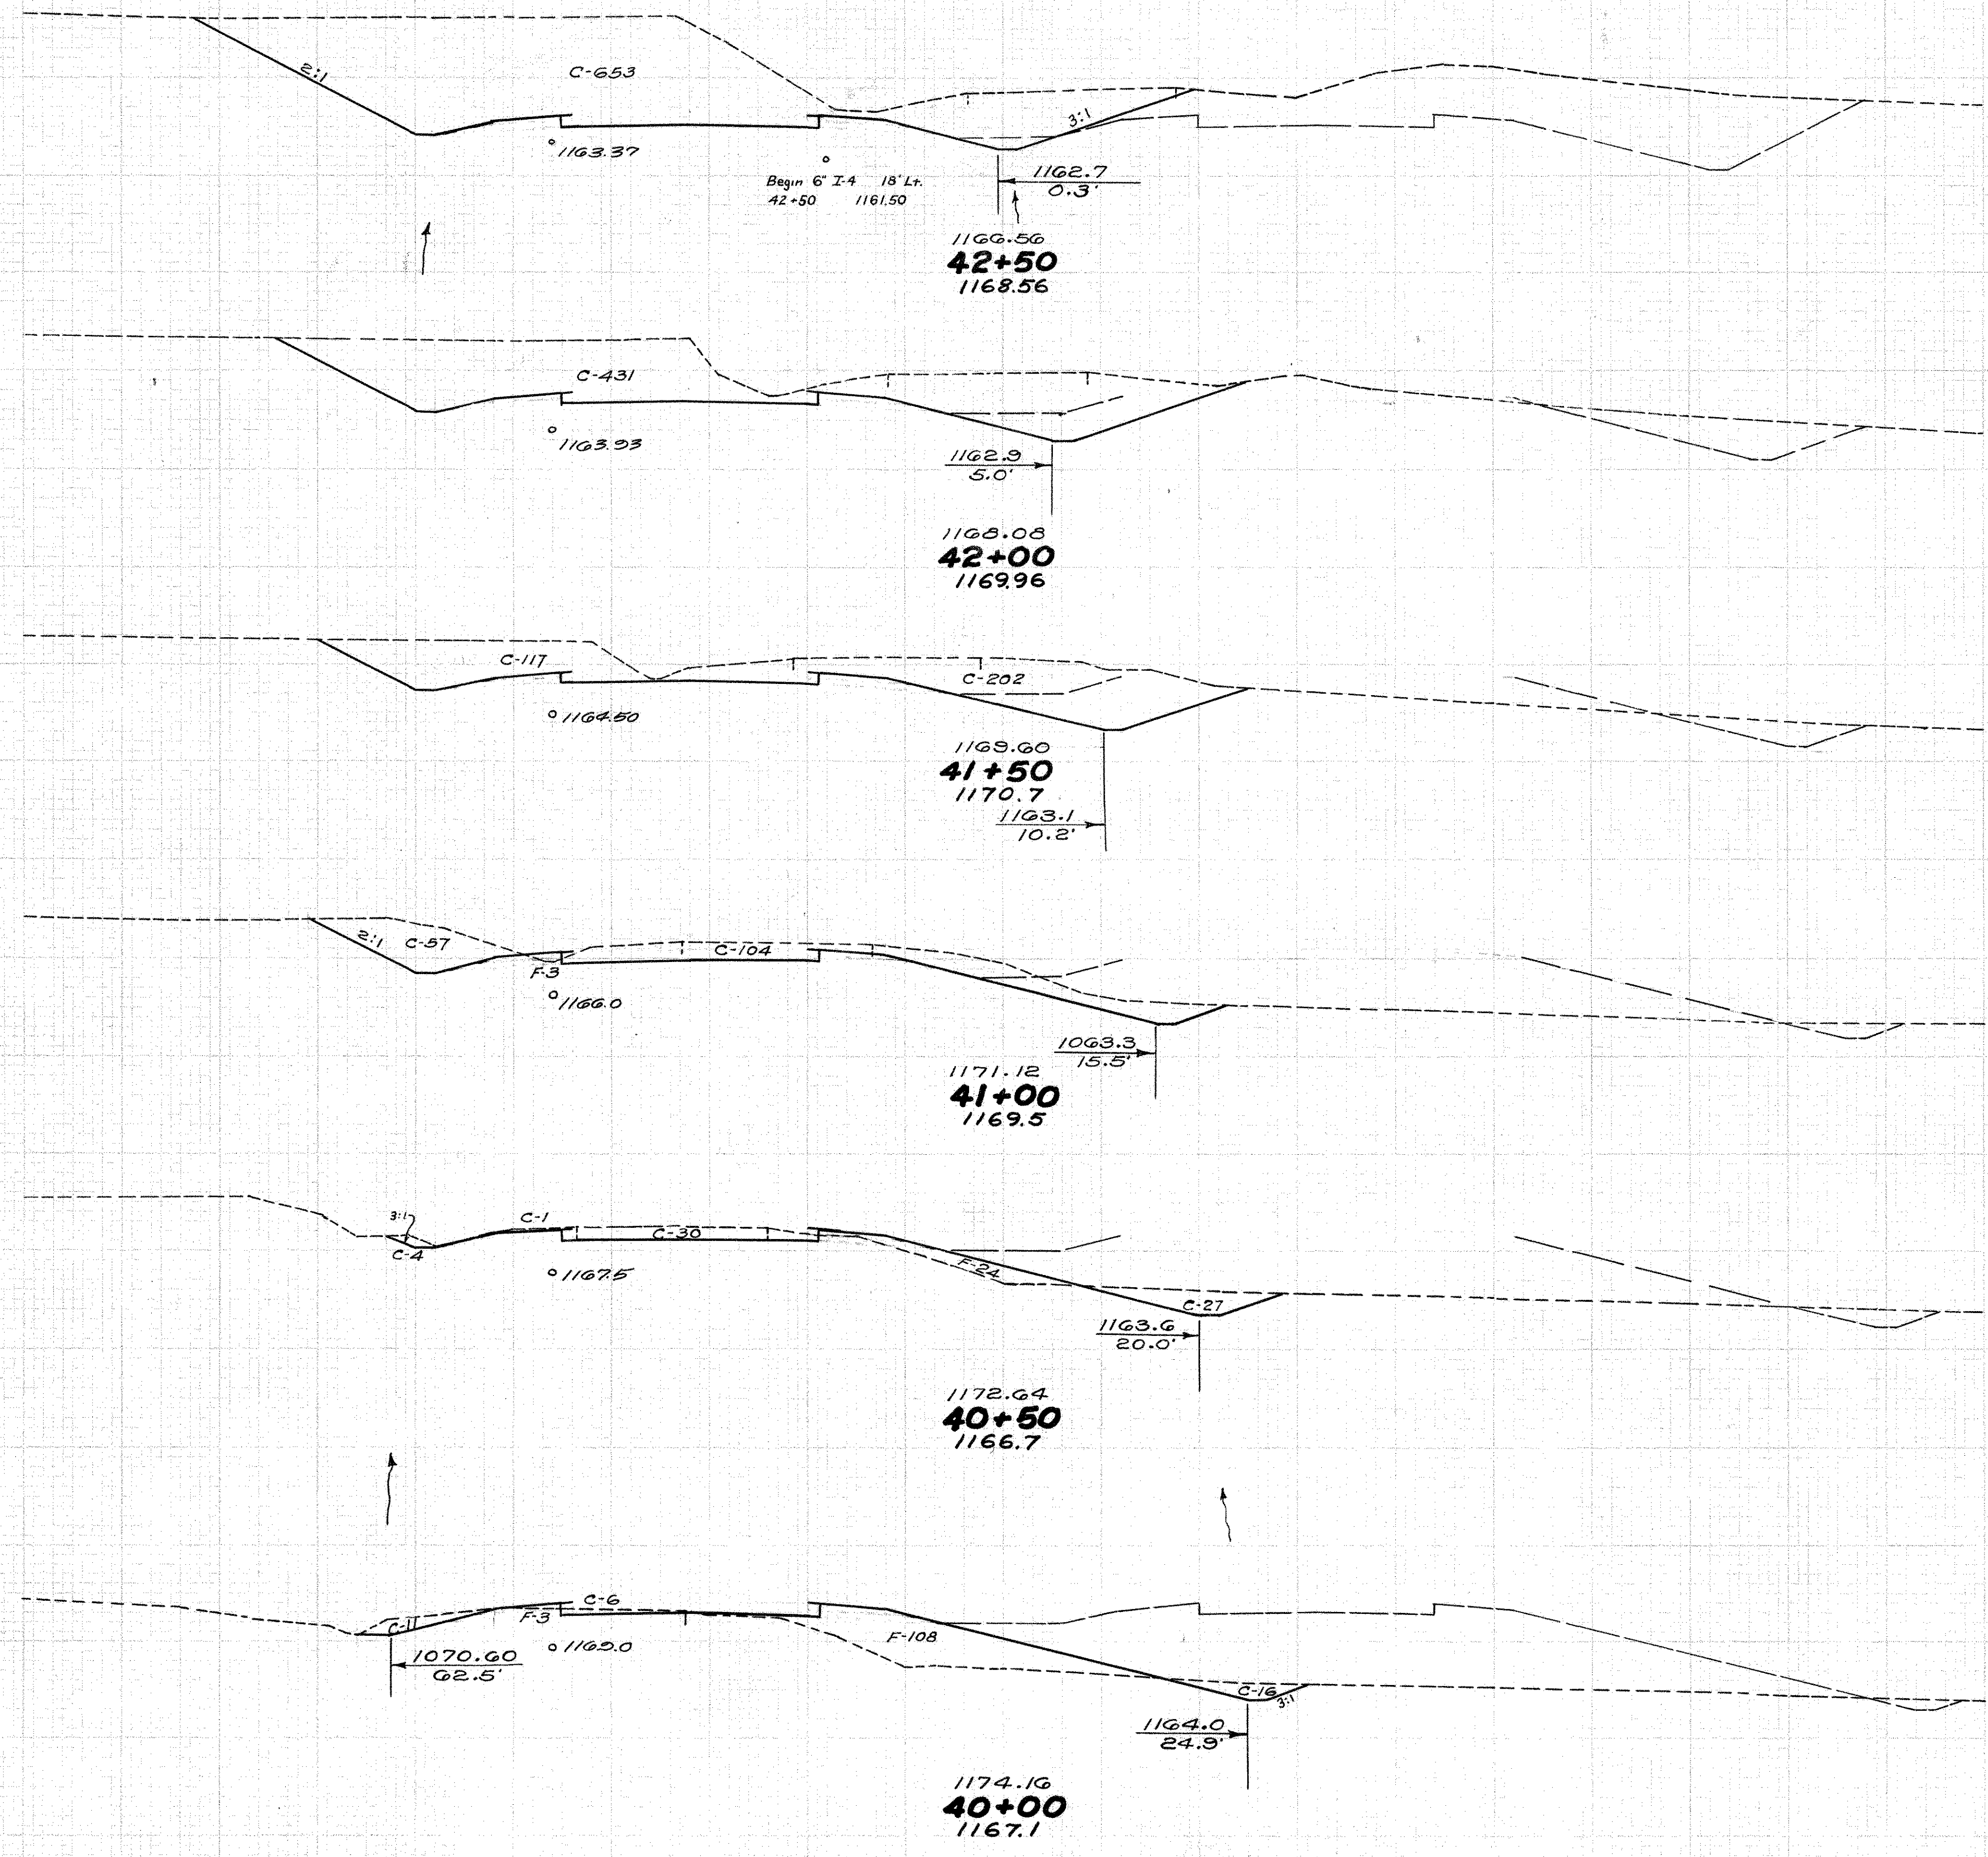 2:1
C-653
3:1
1163.37
Begin 6" I-4 18' Lt.
42+50 1161.50
1162.7
0.3'
1166.56
42+50
1168.56
C-431
1163.93
1162.9
5.0'
1168.08
42+00
1169.96
C-117
C-202
1164.50
1169.60
41+50
1170.7
1163.1
10.2'
2:1 C-57
C-104
F-3
1166.0
1063.3
15.5'
1171.12
41+00
1169.5
3:1
C-1
C-30
C-4
F-24
1167.5
C-27
1163.6
20.0'
1172.64
40+50
1166.7
C-6
F-3
C-11
F-108
1169.0
1070.60
62.5'
C-16
3:1
1164.0
24.9'
1174.16
40+00
1167.1